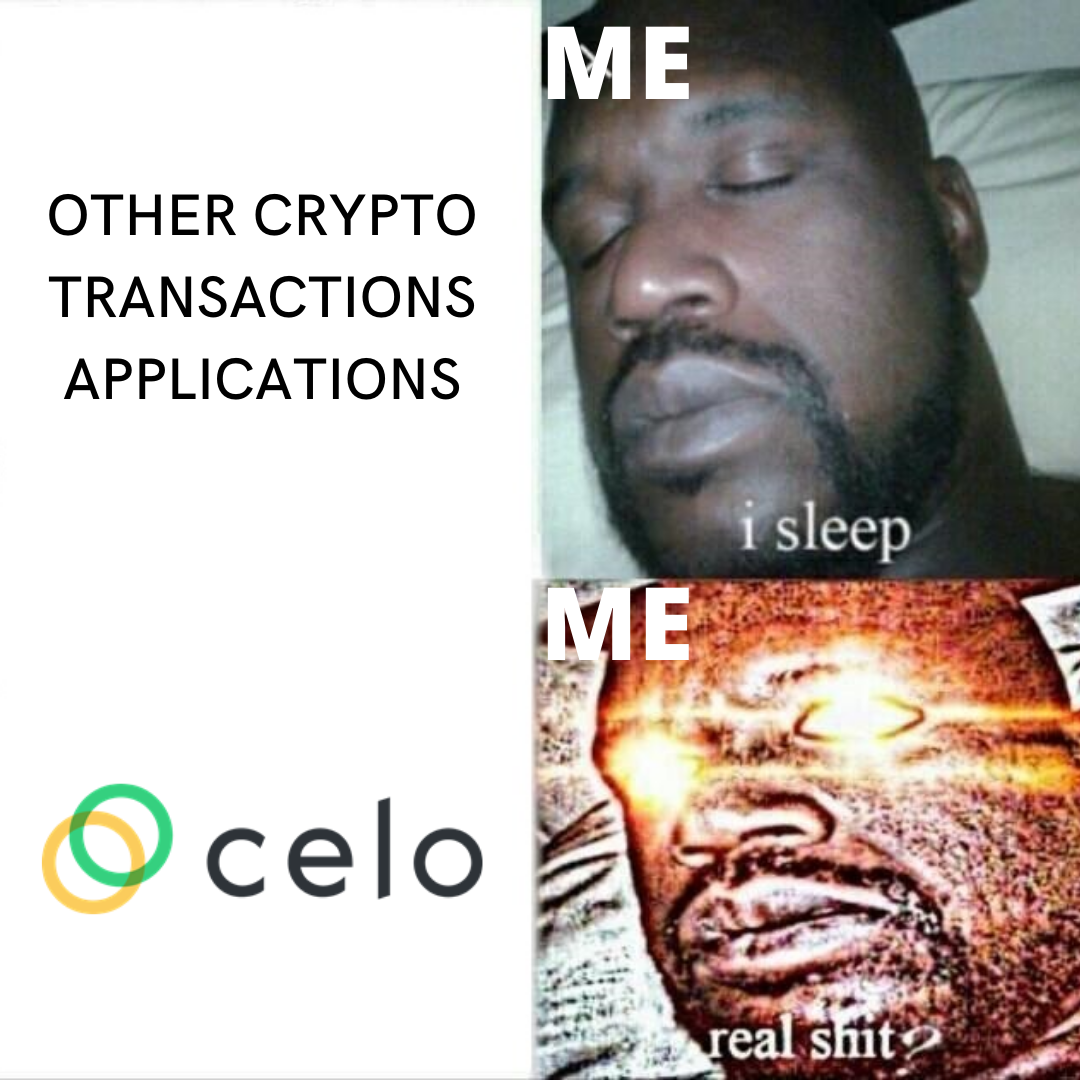 ME
OTHER CRYPTO
TRANSACTIONS
APPLICATIONS
i sleep
ME
celo
real shit?